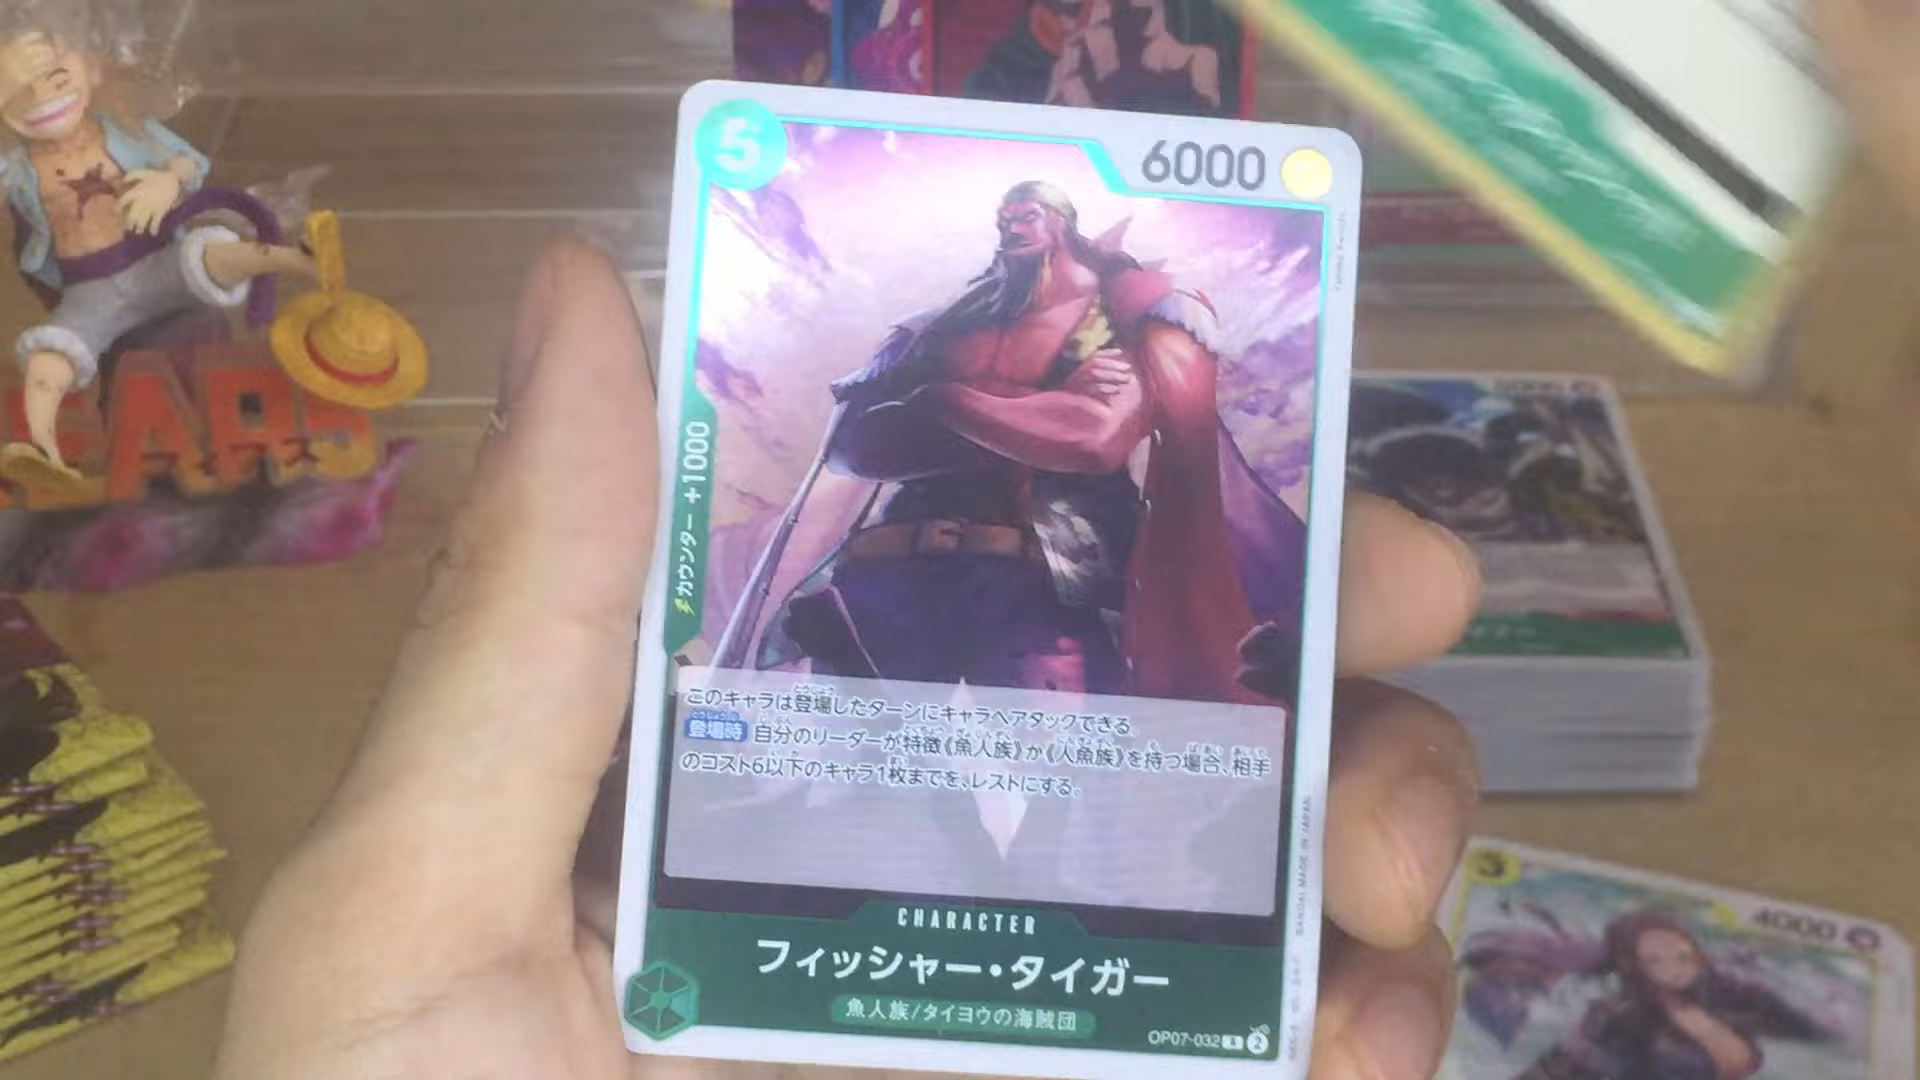 5
6000
カウンター +1000
このキャラは登場したターンにキャラへアタックできる。
登場時 自分のリーダーが特徴《魚人族》か《人魚族》を持つ場合、相手
のコスト6以下のキャラ1枚までを、レストにする。
CHARACTER
フィッシャー・タイガー
魚人族/タイヨウの海賊団
OP07-032 R 2
BANDAI MADE IN JAPAN
3
4000